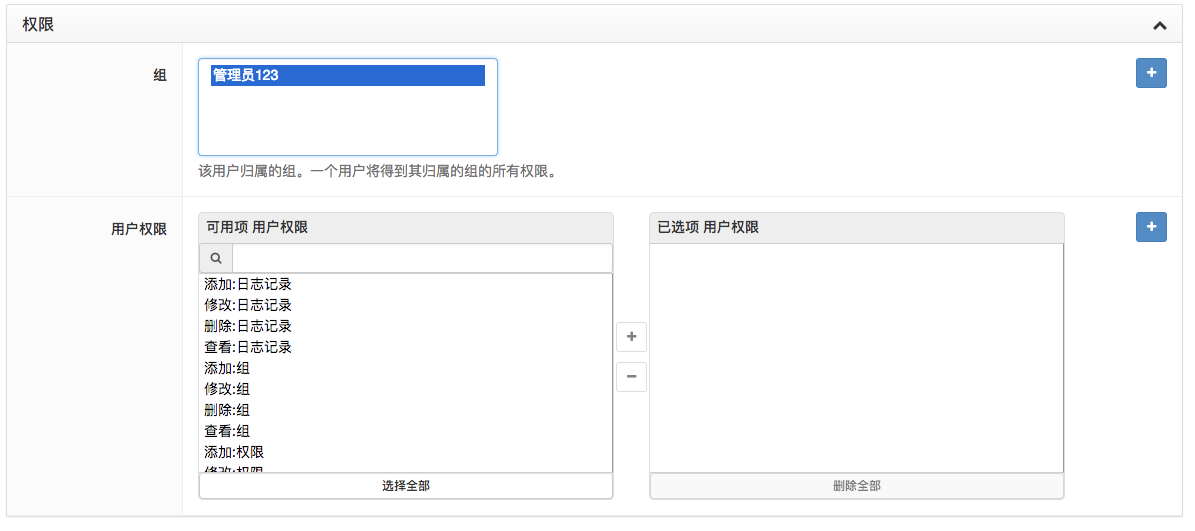 权限
组
管理员123
该用户归属的组。一个用户将得到其归属的组的所有权限。
用户权限
可用项 用户权限
添加:日志记录
修改:日志记录
删除:日志记录
查看:日志记录
添加:组
修改:组
删除:组
查看:组
添加:权限
修改:权限
选择全部
已选项 用户权限
删除全部